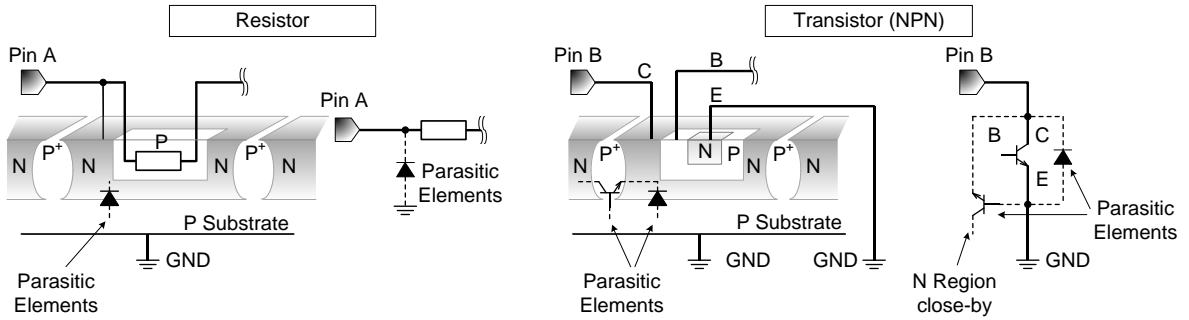 Resistor
Transistor (NPN)
Pin A
Pin B
Pin B
C
B
E
Pin A
N
P+
N
P
N
P+
N
Parasitic
Elements
N
P+
N
N
P
N
P+
N
B
C
E
P Substrate
GND
Parasitic
Elements
P Substrate
GND
GND
Parasitic
Elements
Parasitic
Elements
GND
N Region
close-by